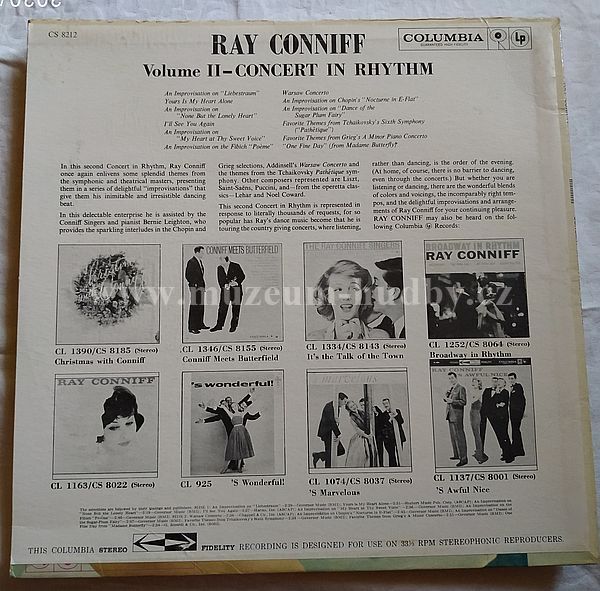 CS 8212
RAY CONNIFF
COLUMBIA
GUARANTEED HIGH FIDELITY
Lp
Volume II—CONCERT IN RHYTHM
An Improvisation on "Liebestraum"
Yours Is My Heart Alone
An Improvisation on
"None But the Lonely Heart"
I'll See You Again
An Improvisation on
"My Heart at Thy Sweet Voice"
An Improvisation on the Fibich "Poème"
Warsaw Concerto
An Improvisation on Chopin's "Nocturne in E-Flat"
An Improvisation on "Dance of the
Sugar Plum Fairy"
Favorite Themes from Tchaikovsky's Sixth Symphony
("Pathétique")
Favorite Themes from Grieg's A Minor Piano Concerto
"One Fine Day" (from Madame Butterfly)
In this second Concert in Rhythm, Ray Conniff
once again enlivens some splendid themes from
the symphonic and theatrical masters, presenting
them in a series of delightful "improvisations" that
give them his inimitable and irresistible dancing
beat.
In this delectable enterprise he is assisted by the
Conniff Singers and pianist Bernie Leighton, who
provides the sparkling interludes in the Chopin and
Grieg selections, Addinsell's Warsaw Concerto and
the themes from the Tchaikovsky Pathétique sym-
phony. Other composers represented are Liszt,
Saint-Saëns, Puccini, and—from the operetta clas-
sics—Lehar and Noel Coward.
This second Concert in Rhythm is represented in
response to literally thousands of requests; for so
popular has Ray's dance music become that he is
touring the country giving concerts, where listening,
rather than dancing, is the order of the evening.
(At home, of course, there is no barrier to dancing,
even through the concerts.) But whether you are
listening or dancing, there are the wonderful blends
of colors and voicings, the incomparably right tem-
pos, and the delightful improvisations and arrange-
ments of Ray Conniff for your continuing pleasure.
RAY CONNIFF may also be heard on the fol-
lowing Columbia Lp Records:
CONNIFF MEETS BUTTERFIELD
THE RAY CONNIFF SINGERS
BROADWAY IN RHYTHM
RAY CONNIFF
www.muzeum-hudby.cz
CL 1390/CS 8185 (Stereo)
Christmas with Conniff
CL 1346/CS 8155 (Stereo)
Conniff Meets Butterfield
CL 1334/CS 8143 (Stereo)
It's the Talk of the Town
CL 1252/CS 8064 (Stereo)
Broadway in Rhythm
RAY CONNIFF
's wonderful!
's marvelous
RAY CONNIFF
'S AWFUL NICE
CL 1163/CS 8022 (Stereo)
CL 925 'S Wonderful!
CL 1074/CS 8037 (Stereo)
'S Marvelous
CL 1137/CS 8001 (Stereo)
'S Awful Nice
THIS COLUMBIA STEREO FIDELITY RECORDING IS DESIGNED FOR USE ON 33⅓ RPM STEREOPHONIC REPRODUCERS.